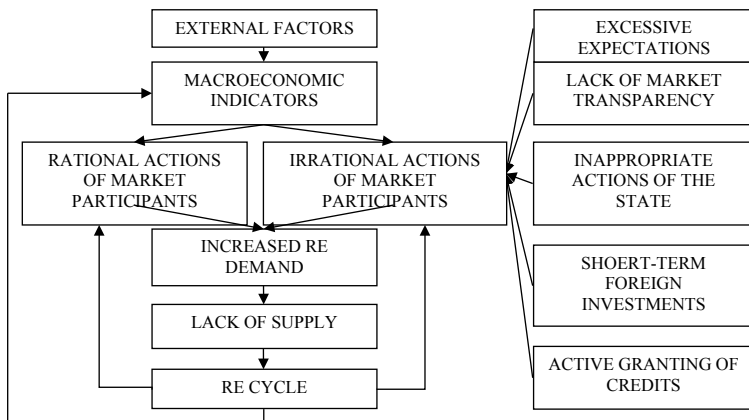 EXTERNAL FACTORS
MACROECONOMIC
INDICATORS
RATIONAL ACTIONS
OF MARKET
PARTICIPANTS
IRRATIONAL ACTIONS
OF MARKET
PARTICIPANTS
INCREASED RE
DEMAND
LACK OF SUPPLY
RE CYCLE
EXCESSIVE
EXPECTATIONS
LACK OF MARKET
TRANSPARENCY
INAPPROPRIATE
ACTIONS OF THE
STATE
SHOERT-TERM
FOREIGN
INVESTMENTS
ACTIVE GRANTING OF
CREDITS